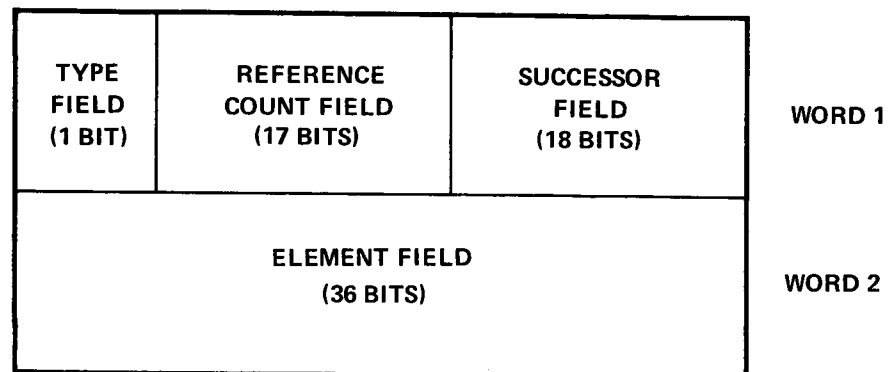 TYPE
FIELD
(1 BIT)
REFERENCE
COUNT FIELD
(17 BITS)
SUCCESSOR
FIELD
(18 BITS)
WORD 1
ELEMENT FIELD
(36 BITS)
WORD 2